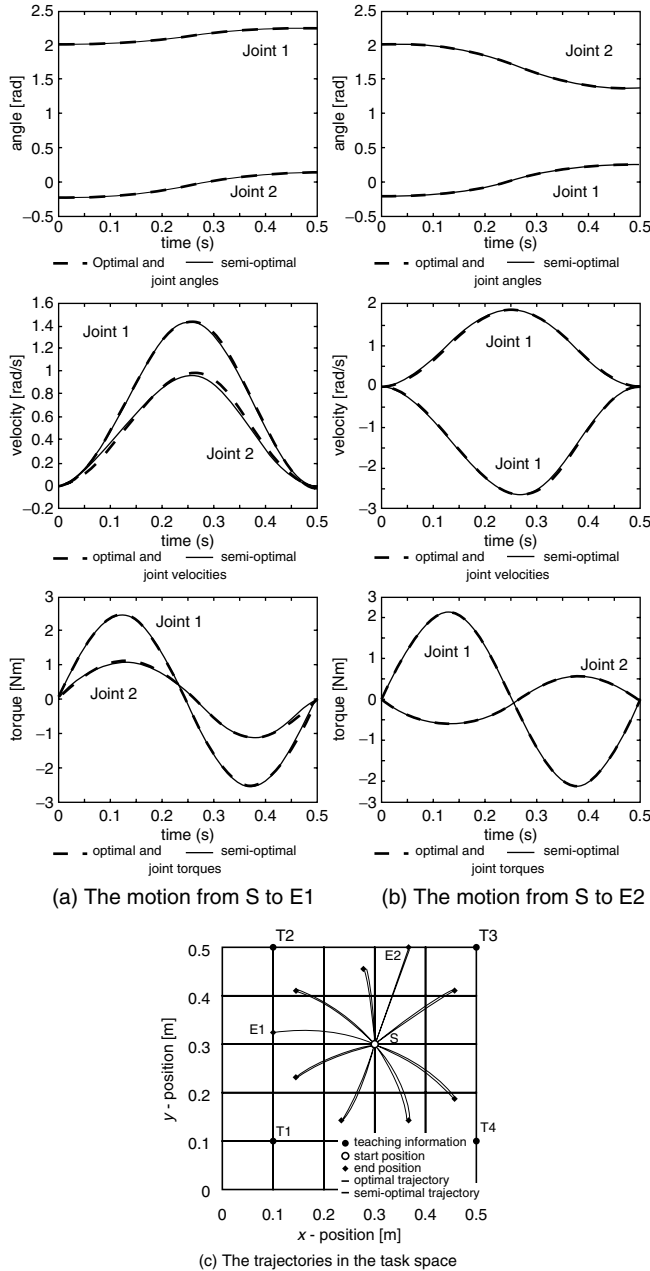 2.5
2
1.5
1
0.5
0
−0.5
angle [rad]
Joint 1
Joint 2
0 0.1 0.2 0.3 0.4 0.5
time (s)
Optimal and semi-optimal
joint angles
2.5
2
1.5
1
0.5
0
−0.5
angle [rad]
Joint 2
Joint 1
0 0.1 0.2 0.3 0.4 0.5
time (s)
optimal and semi-optimal
joint angles
1.6
1.4
1.2
1
0.8
0.6
0.4
0.2
0
−0.2
velocity [rad/s]
Joint 1
Joint 2
0 0.1 0.2 0.3 0.4 0.5
time (s)
optimal and semi-optimal
joint velocities
2
1
0
−1
−2
−3
velocity [rad/s]
Joint 1
Joint 1
0 0.1 0.2 0.3 0.4 0.5
time (s)
optimal and semi-optimal
joint velocities
3
2
1
0
−1
−2
−3
torque [Nm]
Joint 1
Joint 2
0 0.1 0.2 0.3 0.4 0.5
time (s)
optimal and semi-optimal
joint torques
3
2
1
0
−1
−2
3
torque [Nm]
Joint 1
Joint 2
0 0.1 0.2 0.3 0.4 0.5
time (s)
optimal and semi-optimal
joint torques
(a) The motion from S to E1
(b) The motion from S to E2
T2
T3
0.5
0.4
0.3
0.2
0.1
0
y - position [m]
E2
E1
S
T1
T4
teaching information
start position
end position
optimal trajectory
semi-optimal trajectory
0 0.1 0.2 0.3 0.4 0.5
x - position [m]
(c) The trajectories in the task space